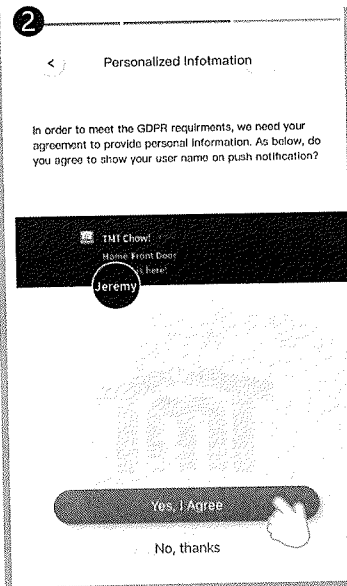 2
< Personalized Infotmation
In order to meet the GDPR requirments, we need your
agreement to provide personal information. As below, do
you agree to show your user name on push notification?
TMT Chow!
Home Front Door
is here!
Jeremy
Yes, I Agree
No, thanks